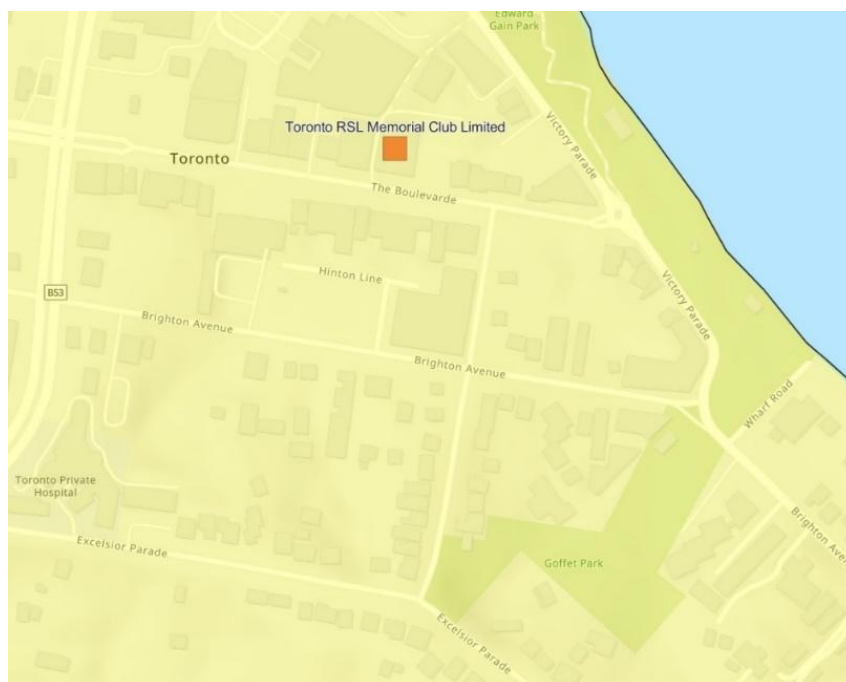 Edward
Gain Park
Toronto RSL Memorial Club Limited
Victory Parade
Toronto
The Boulevarde
Hinton Line
Victory Parade
B53
Brighton Avenue
Brighton Avenue
Wharf Road
Toronto Private
Hospital
Brighton Ave
Excelsior Parade
Goffet Park
Excelsior Parade